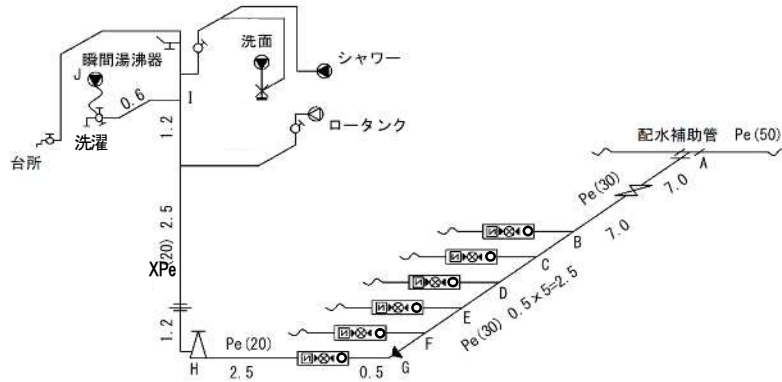 洗面
シャワー
瞬間湯沸器
J
0.6
I
洗濯
1.2
ロータンク
台所
配水補助管 Pe(50)
A
Pe(30)
7.0
7.0
2.5
B
C
XPe
(20)
D
E
Pe(30) 0.5×5=2.5
F
1.2
Pe(20)
G
H
2.5
0.5